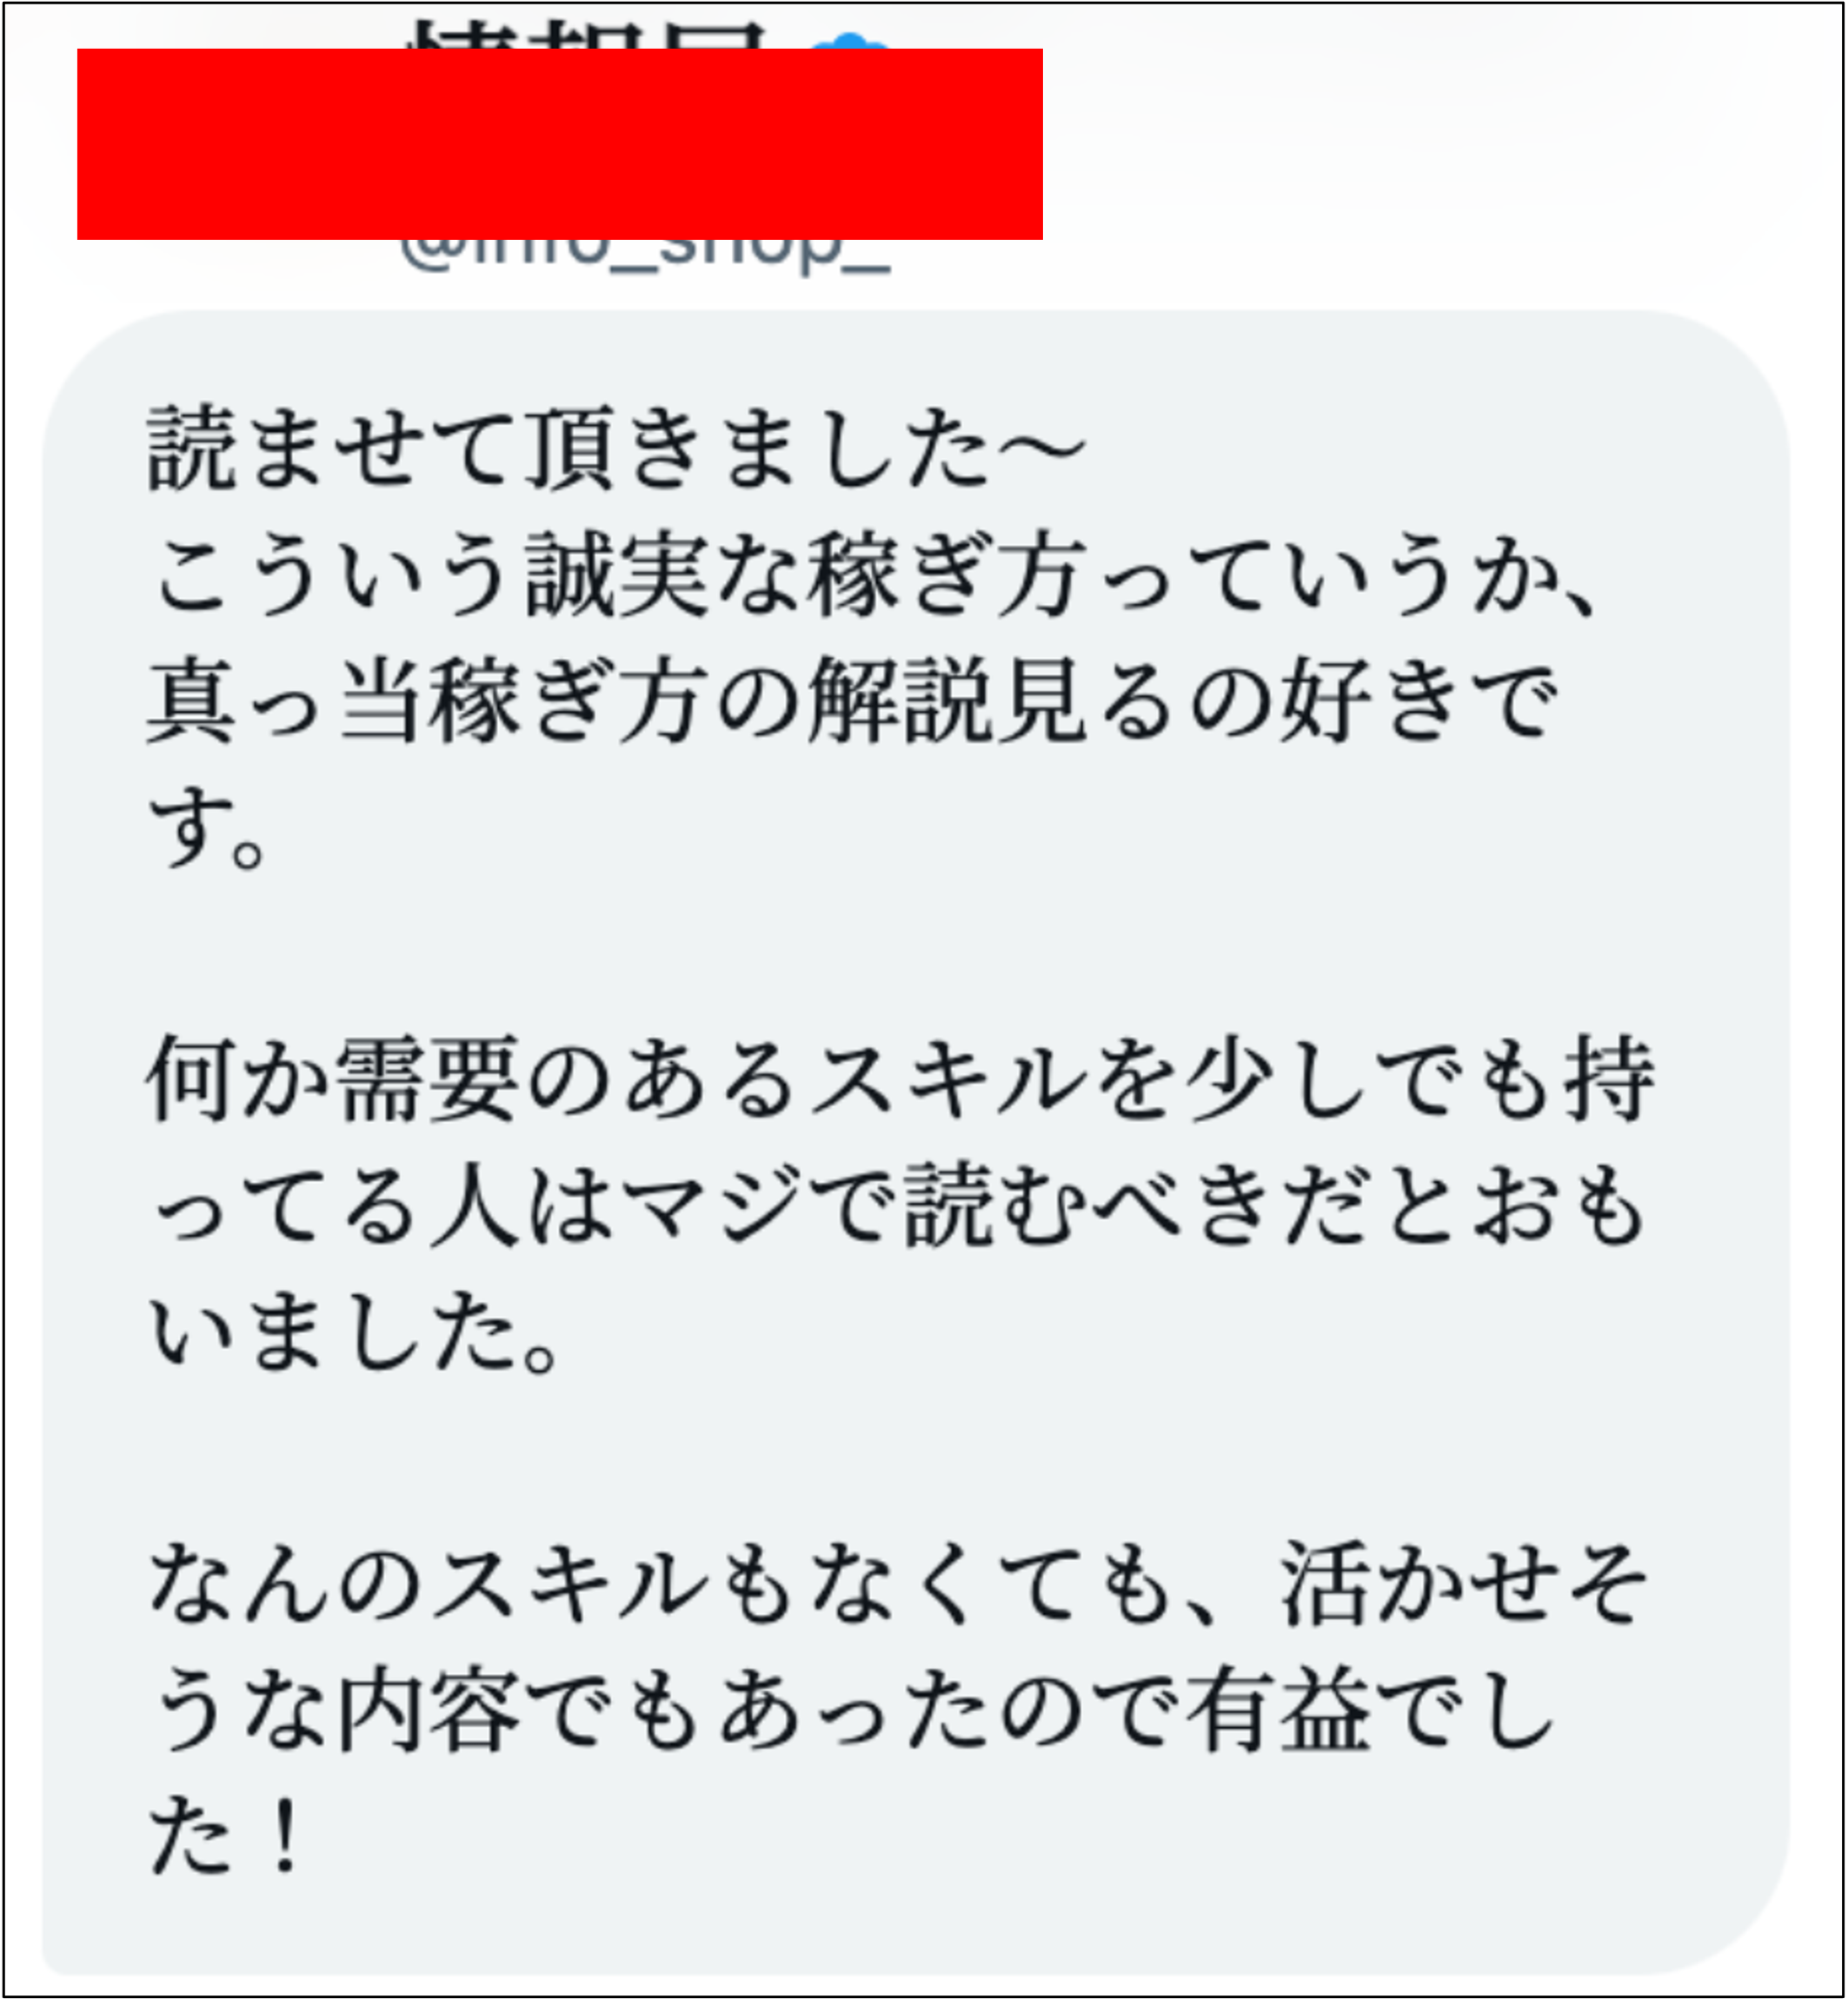 読ませて頂きました〜
こういう誠実な稼ぎ方っていうか、
真っ当稼ぎ方の解説見るの好きで
す。
何か需要のあるスキルを少しでも持
ってる人はマジで読むべきだとおも
いました。
なんのスキルもなくても、活かせそ
うな内容でもあったので有益でし
た！